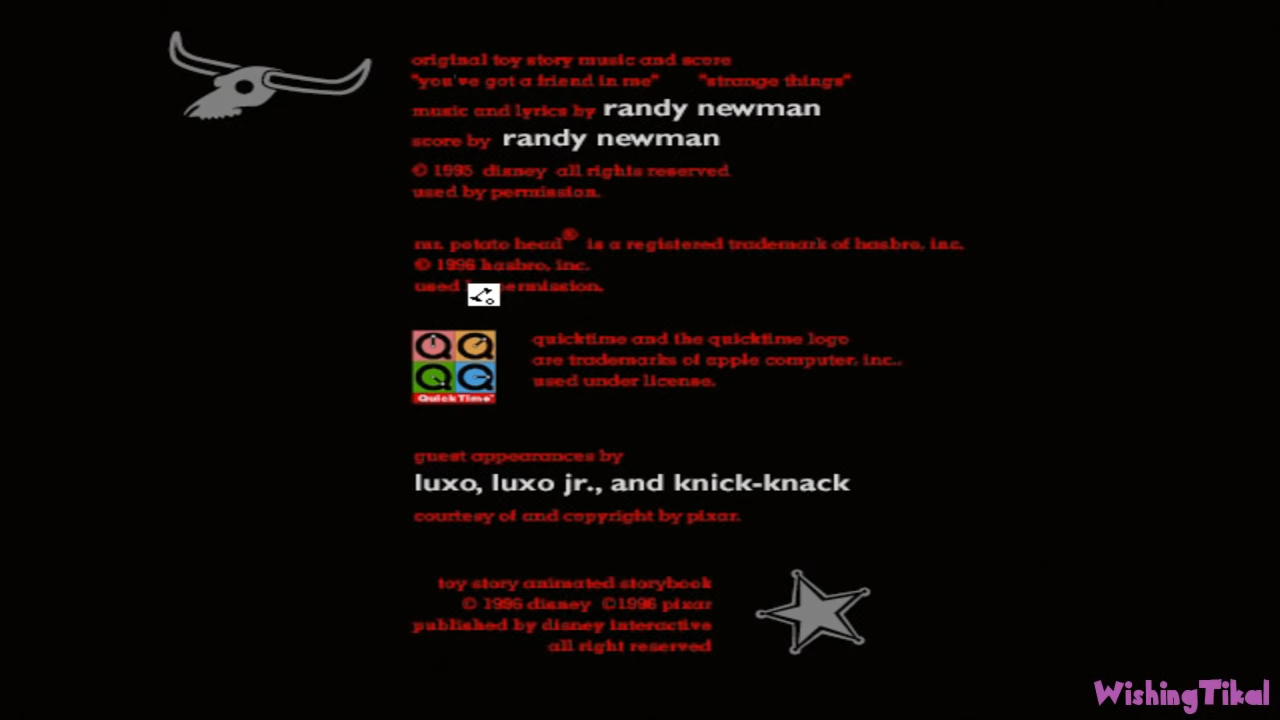 original toy story music and score
"you've got a friend in me" "strange things"
music and lyrics by randy newman
score by randy newman
© 1995 disney all rights reserved
used by permission.
mr. potato head® is a registered trademark of hasbro, inc.
© 1996 hasbro, inc.
used permission.
QuickTime™
quicktime and the quicktime logo
are trademarks of apple computer, inc.,
used under license.
guest appearances by
luxo, luxo jr., and knick-knack
courtesy of and copyright by pixar.
toy story animated storybook
© 1996 disney ©1996 pixar
published by disney interactive
all right reserved
WishingTikal